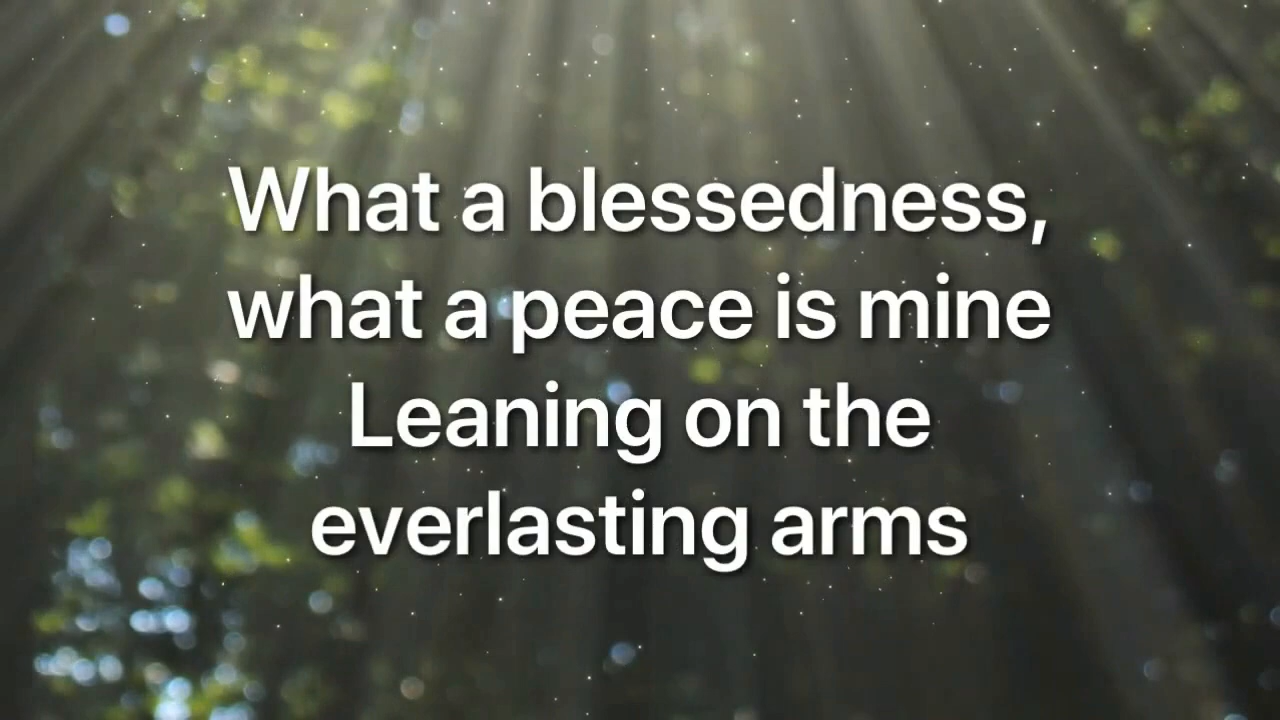 What a blessedness,
what a peace is mine
Leaning on the
everlasting arms